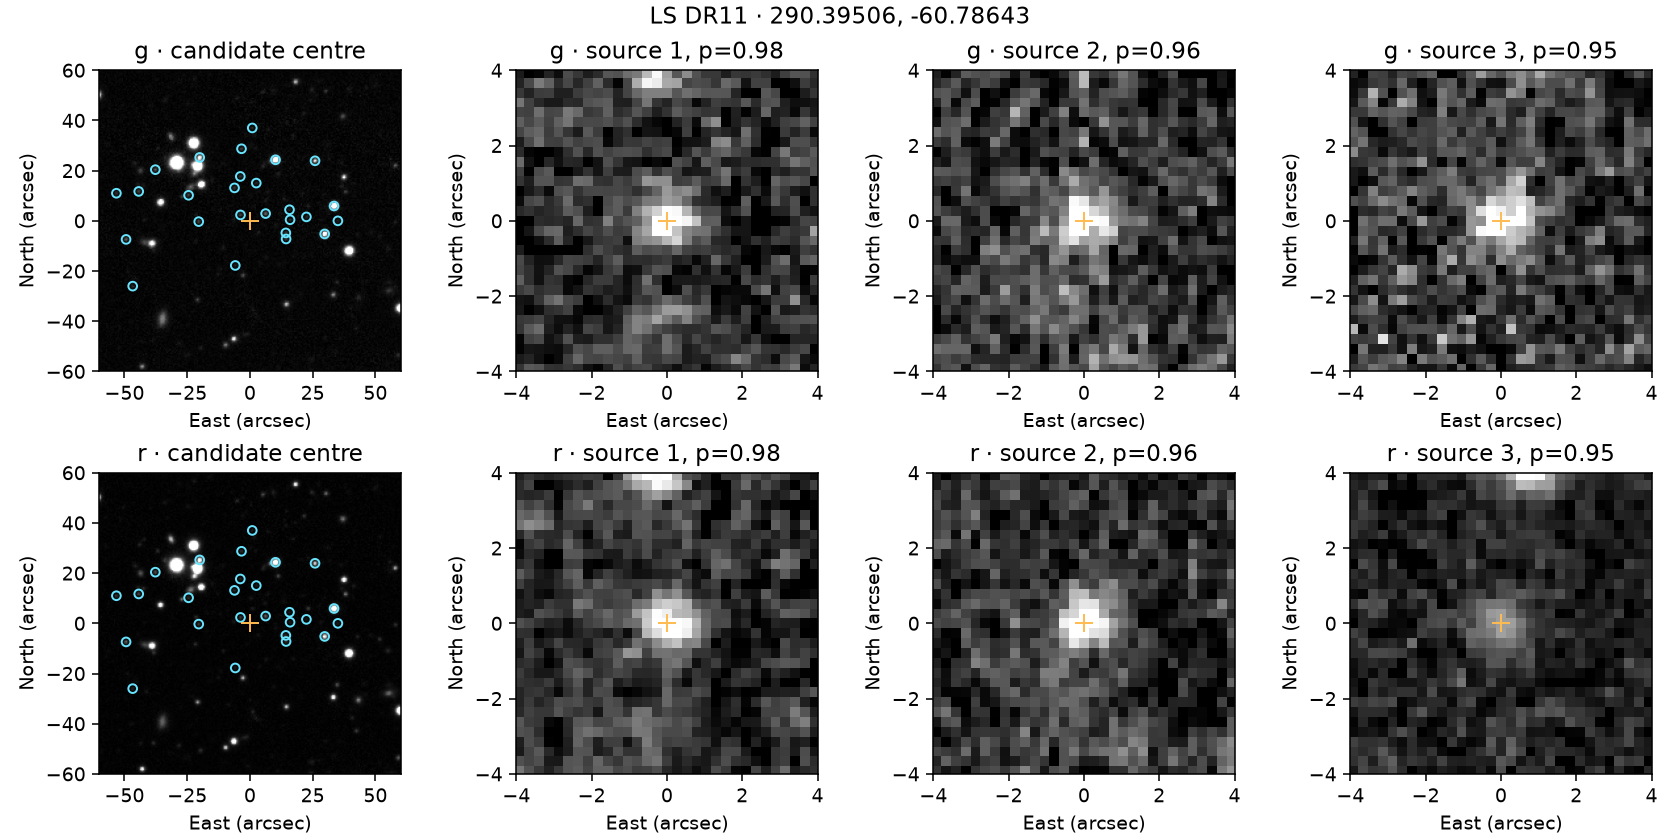 LS DR11 · 290.39506, -60.78643
g · candidate centre
g · source 1, p=0.98
g · source 2, p=0.96
g · source 3, p=0.95
60
40
20
0
−20
−40
−60
North (arcsec)
−50 −25 0 25 50
East (arcsec)
4
2
0
−2
−4
North (arcsec)
−4 −2 0 2 4
East (arcsec)
4
2
0
−2
−4
North (arcsec)
−4 −2 0 2 4
East (arcsec)
4
2
0
−2
−4
North (arcsec)
−4 −2 0 2 4
East (arcsec)
r · candidate centre
r · source 1, p=0.98
r · source 2, p=0.96
r · source 3, p=0.95
60
40
20
0
−20
−40
−60
North (arcsec)
−50 −25 0 25 50
East (arcsec)
4
2
0
−2
−4
North (arcsec)
−4 −2 0 2 4
East (arcsec)
4
2
0
−2
−4
North (arcsec)
−4 −2 0 2 4
East (arcsec)
4
2
0
−2
−4
North (arcsec)
−4 −2 0 2 4
East (arcsec)